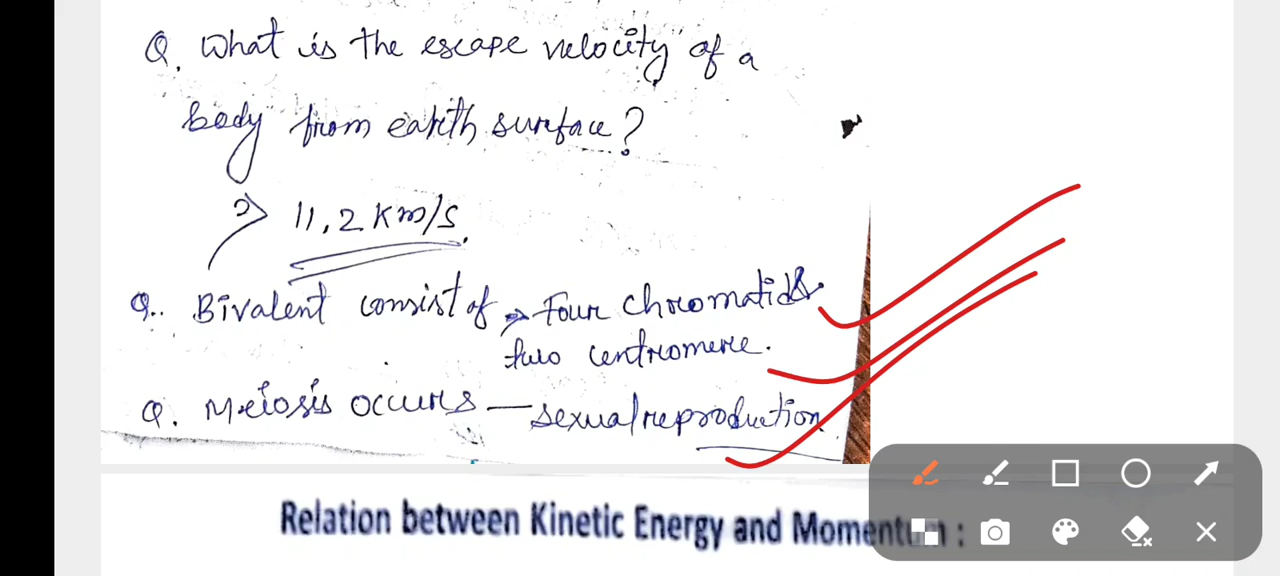 Q. What is the escape velocity of a
body from earth surface?
⇒ 11.2 Km/s.
Q.. Bivalent consist of ⇒ Four chromatids
two centromere.
Q. Meiosis occurs — sexual reproduction
Relation between Kinetic Energy and Momentum :